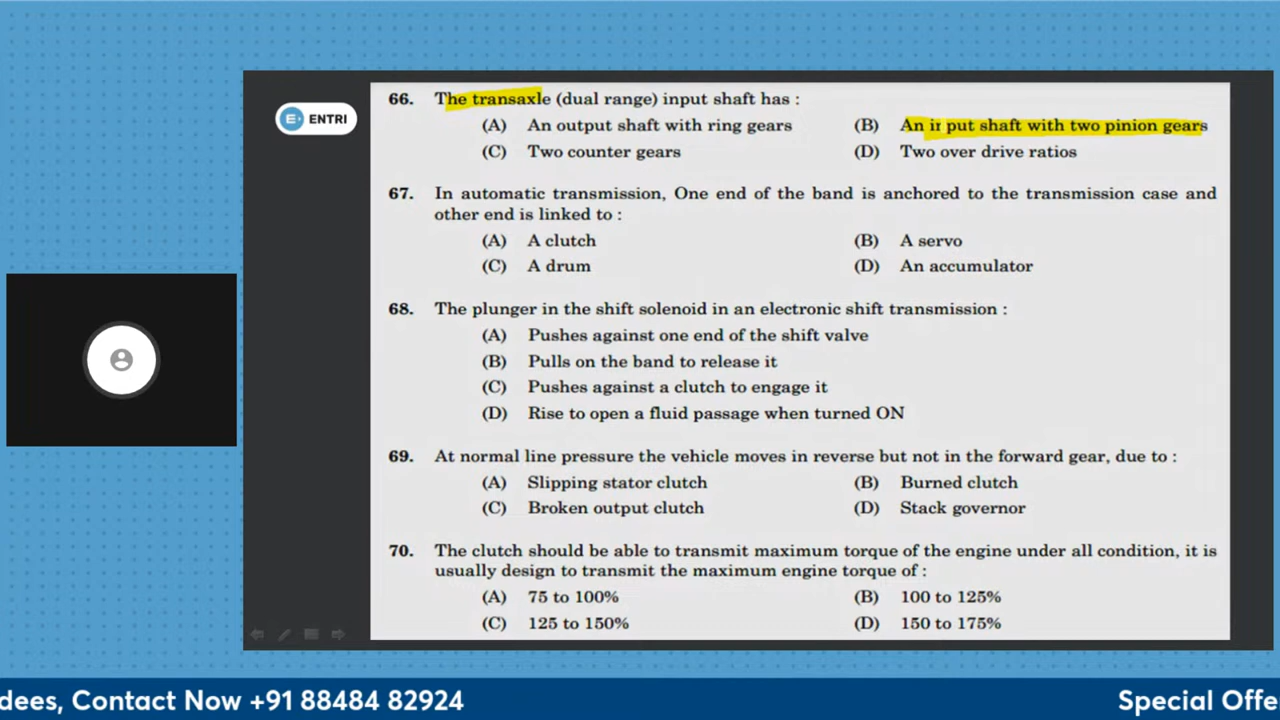 ENTRI
66. The transaxle (dual range) input shaft has :
(A) An output shaft with ring gears (B) An input shaft with two pinion gears
(C) Two counter gears (D) Two over drive ratios
67. In automatic transmission, One end of the band is anchored to the transmission case and
other end is linked to :
(A) A clutch (B) A servo
(C) A drum (D) An accumulator
68. The plunger in the shift solenoid in an electronic shift transmission :
(A) Pushes against one end of the shift valve
(B) Pulls on the band to release it
(C) Pushes against a clutch to engage it
(D) Rise to open a fluid passage when turned ON
69. At normal line pressure the vehicle moves in reverse but not in the forward gear, due to :
(A) Slipping stator clutch (B) Burned clutch
(C) Broken output clutch (D) Stack governor
70. The clutch should be able to transmit maximum torque of the engine under all condition, it is
usually design to transmit the maximum engine torque of :
(A) 75 to 100% (B) 100 to 125%
(C) 125 to 150% (D) 150 to 175%
dees, Contact Now +91 88484 82924 Special Offe